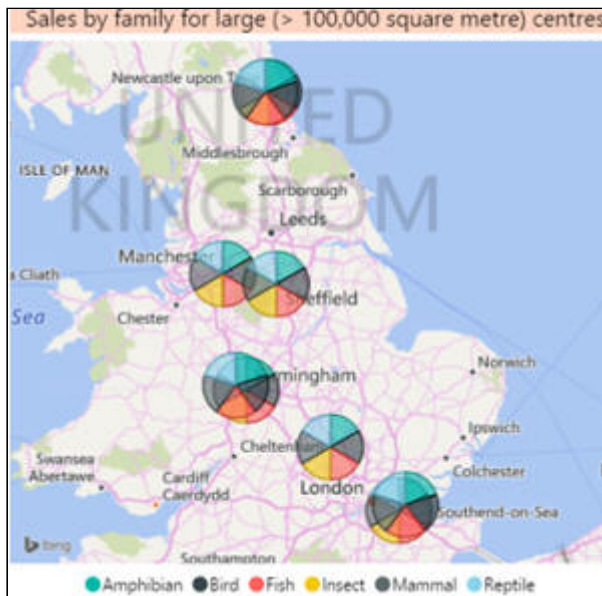 Sales by family for large (> 100,000 square metre) centres
Newcastle upon T
UNITED
KINGDOM
Middlesbrough
ISLE OF MAN
Scarborough
Leeds
Manchester
a Cliath
Sheffield
Sea
Chester
Norwich
rmingham
Ipswich
Cheltenham
Swansea
Abertawe
Colchester
Cardiff
Caerdydd
London
Southend-on-Sea
bing
Southampton
Amphibian Bird Fish Insect Mammal Reptile